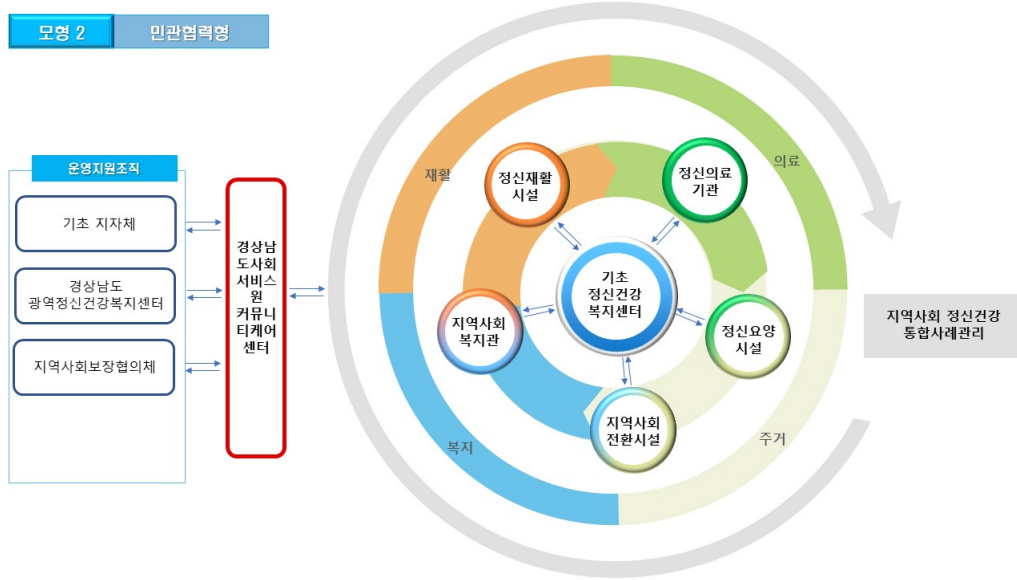 모형 2
민관협력형
운영지원조직
기초 지자체
경상남도
광역정신건강복지센터
지역사회보장협의체
경상남
도사회
서비스
원
커뮤니
티케어
센터
재활
의료
정신재활
시설
정신의료
기관
기초
정신건강
복지센터
지역사회
복지관
정신요양
시설
지역사회
전환시설
복지
주거
지역사회 정신건강
통합사례관리